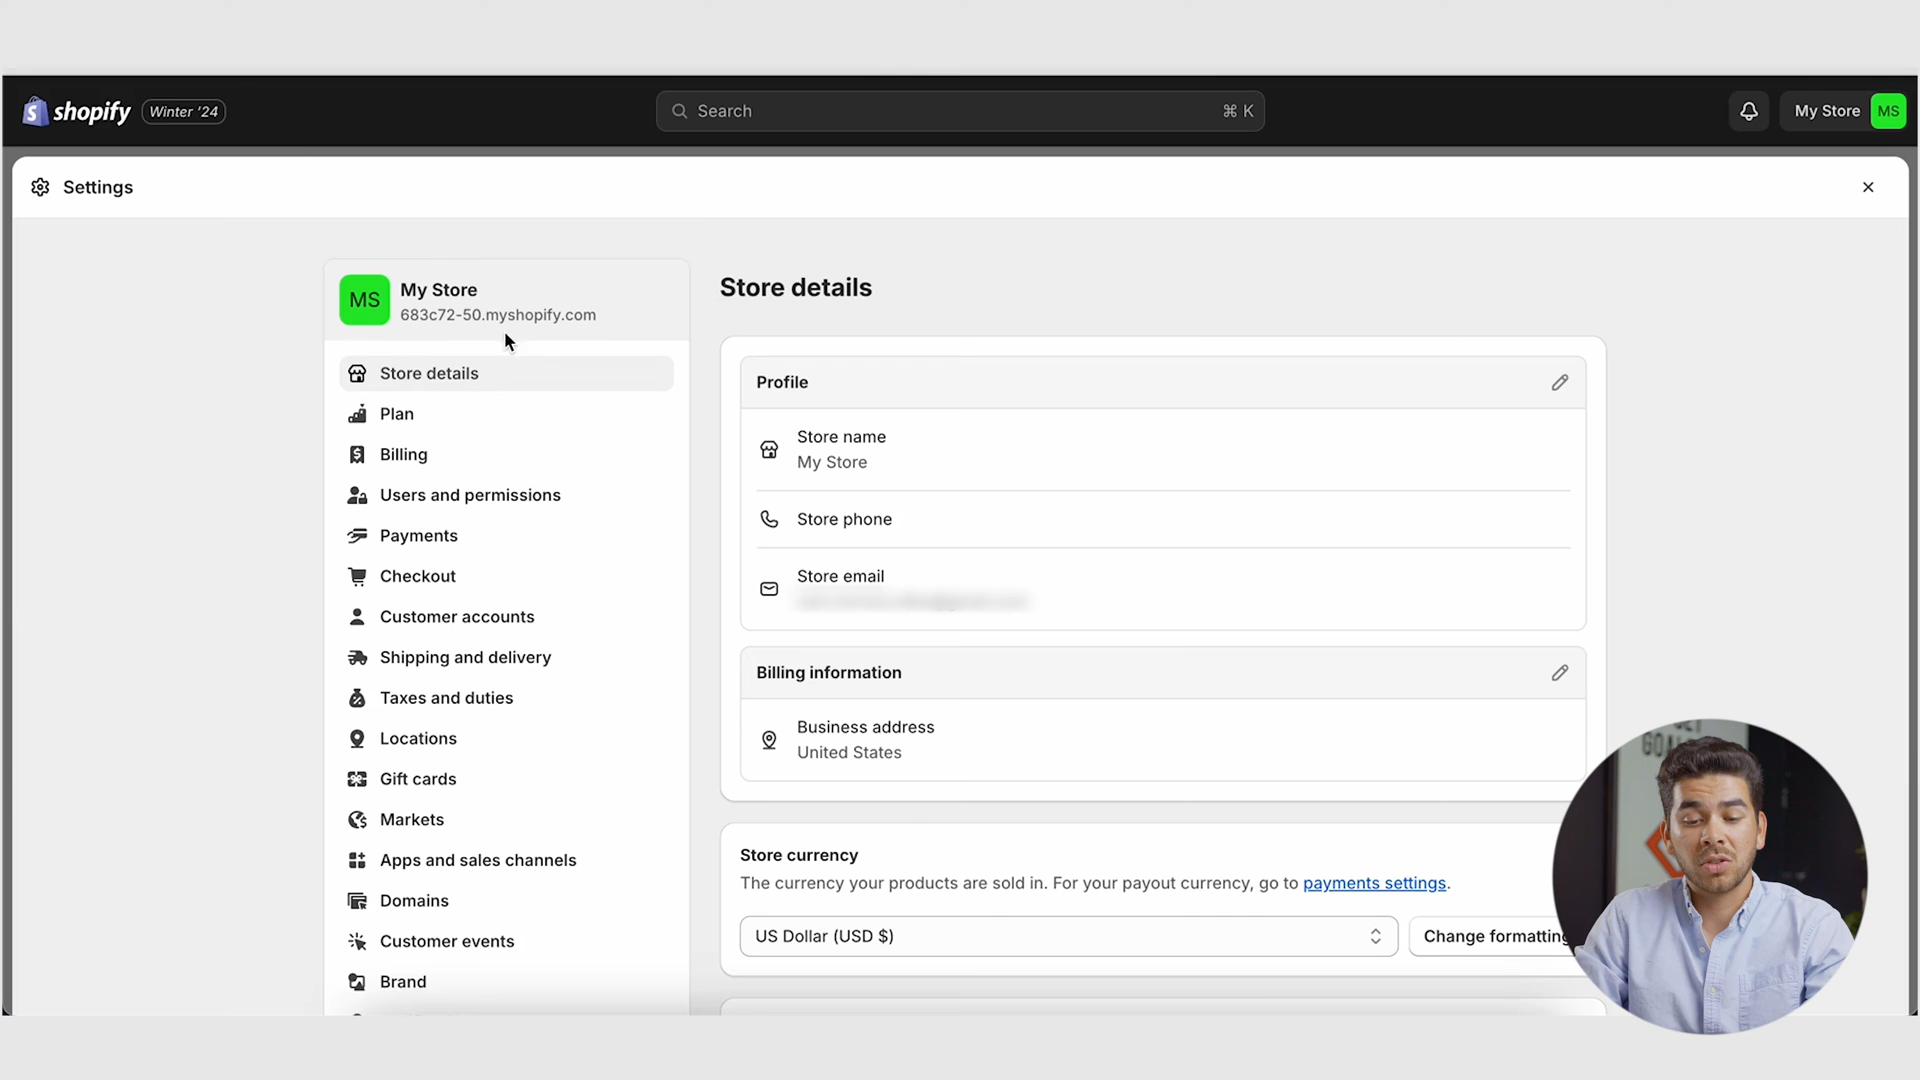 shopify Winter '24
Search ⌘ K
My Store MS
Settings
MS My Store
683c72-50.myshopify.com
Store details
Plan
Billing
Users and permissions
Payments
Checkout
Customer accounts
Shipping and delivery
Taxes and duties
Locations
Gift cards
Markets
Apps and sales channels
Domains
Customer events
Brand
Store details
Profile
Store name
My Store
Store phone
Store email
Billing information
Business address
United States
Store currency
The currency your products are sold in. For your payout currency, go to payments settings.
US Dollar (USD $)
Change formatting